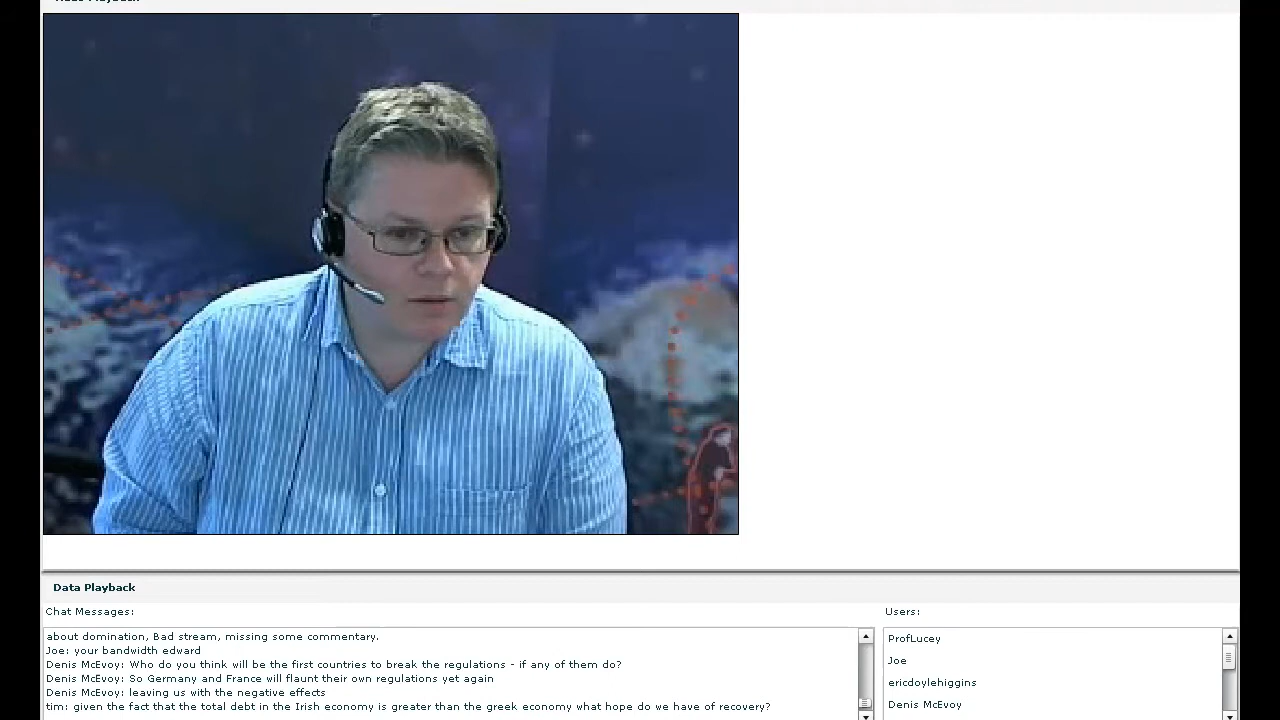 Data Playback
Chat Messages:
Users:
about domination, Bad stream, missing some commentary.
Joe: your bandwidth edward
Denis McEvoy: Who do you think will be the first countries to break the regulations - if any of them do?
Denis McEvoy: So Germany and France will flaunt their own regulations yet again
Denis McEvoy: leaving us with the negative effects
tim: given the fact that the total debt in the Irish economy is greater than the greek economy what hope do we have of recovery?
ProfLucey
Joe
ericdoylehiggins
Denis McEvoy